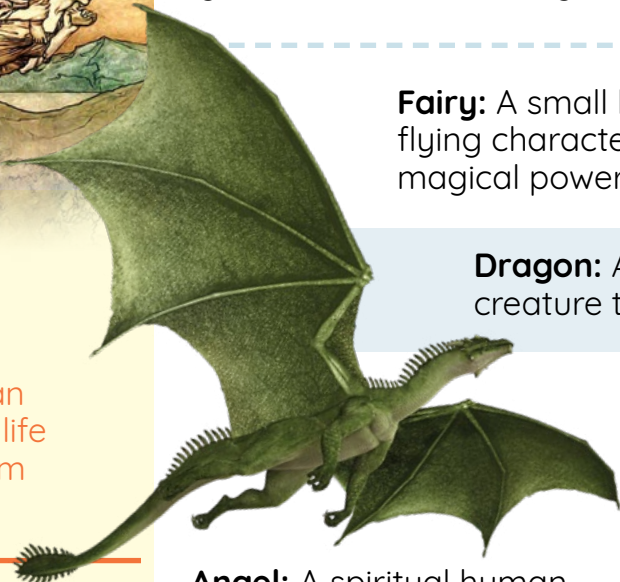 Fairy: A small
flying characte
magical power
Dragon: A
creature t
an
life
m
Angel: A spiritual human